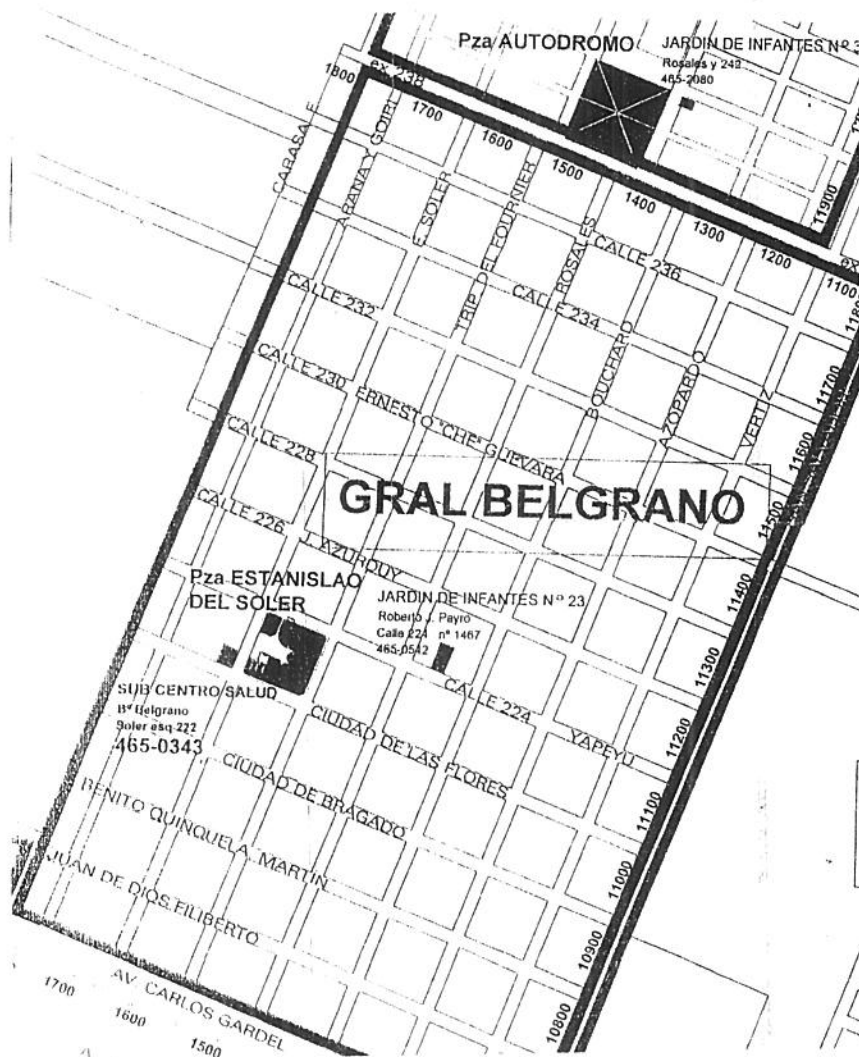 Pza AUTODROMO
JARDIN DE INFANTES Nº 3
Rosales y 242
465-2080
ex 238
1800
1700
1600
1500
1400
1300
1200
1100
11900
ex
CARASA E
ARANA Y GOIRI
E. SOLER
TRIP. DEL FOURNIER
ROSALES
BOUCHARD
AZOPARDO
VERTIZ
CALLE 236
CALLE 234
CALLE 232
CALLE 230 ERNESTO "CHE" GUEVARA
CALLE 228
CALLE 226 J. AZURDUY
GRAL BELGRANO
11700
11600
11500
11400
11300
11200
11100
11000
10900
10800
Pza ESTANISLAO
DEL SOLER
JARDIN DE INFANTES Nº 23
Roberto J. Payró
Calle 224 nº 1467
465-0542
CALLE 224 YAPEYU
SUB CENTRO SALUD
Bº Belgrano
Soler esq 222
465-0343
CIUDAD DE LAS FLORES
CIUDAD DE BRAGADO
BENITO QUINQUELA MARTIN
JUAN DE DIOS FILIBERTO
AV. CARLOS GARDEL
1700
1600
1500